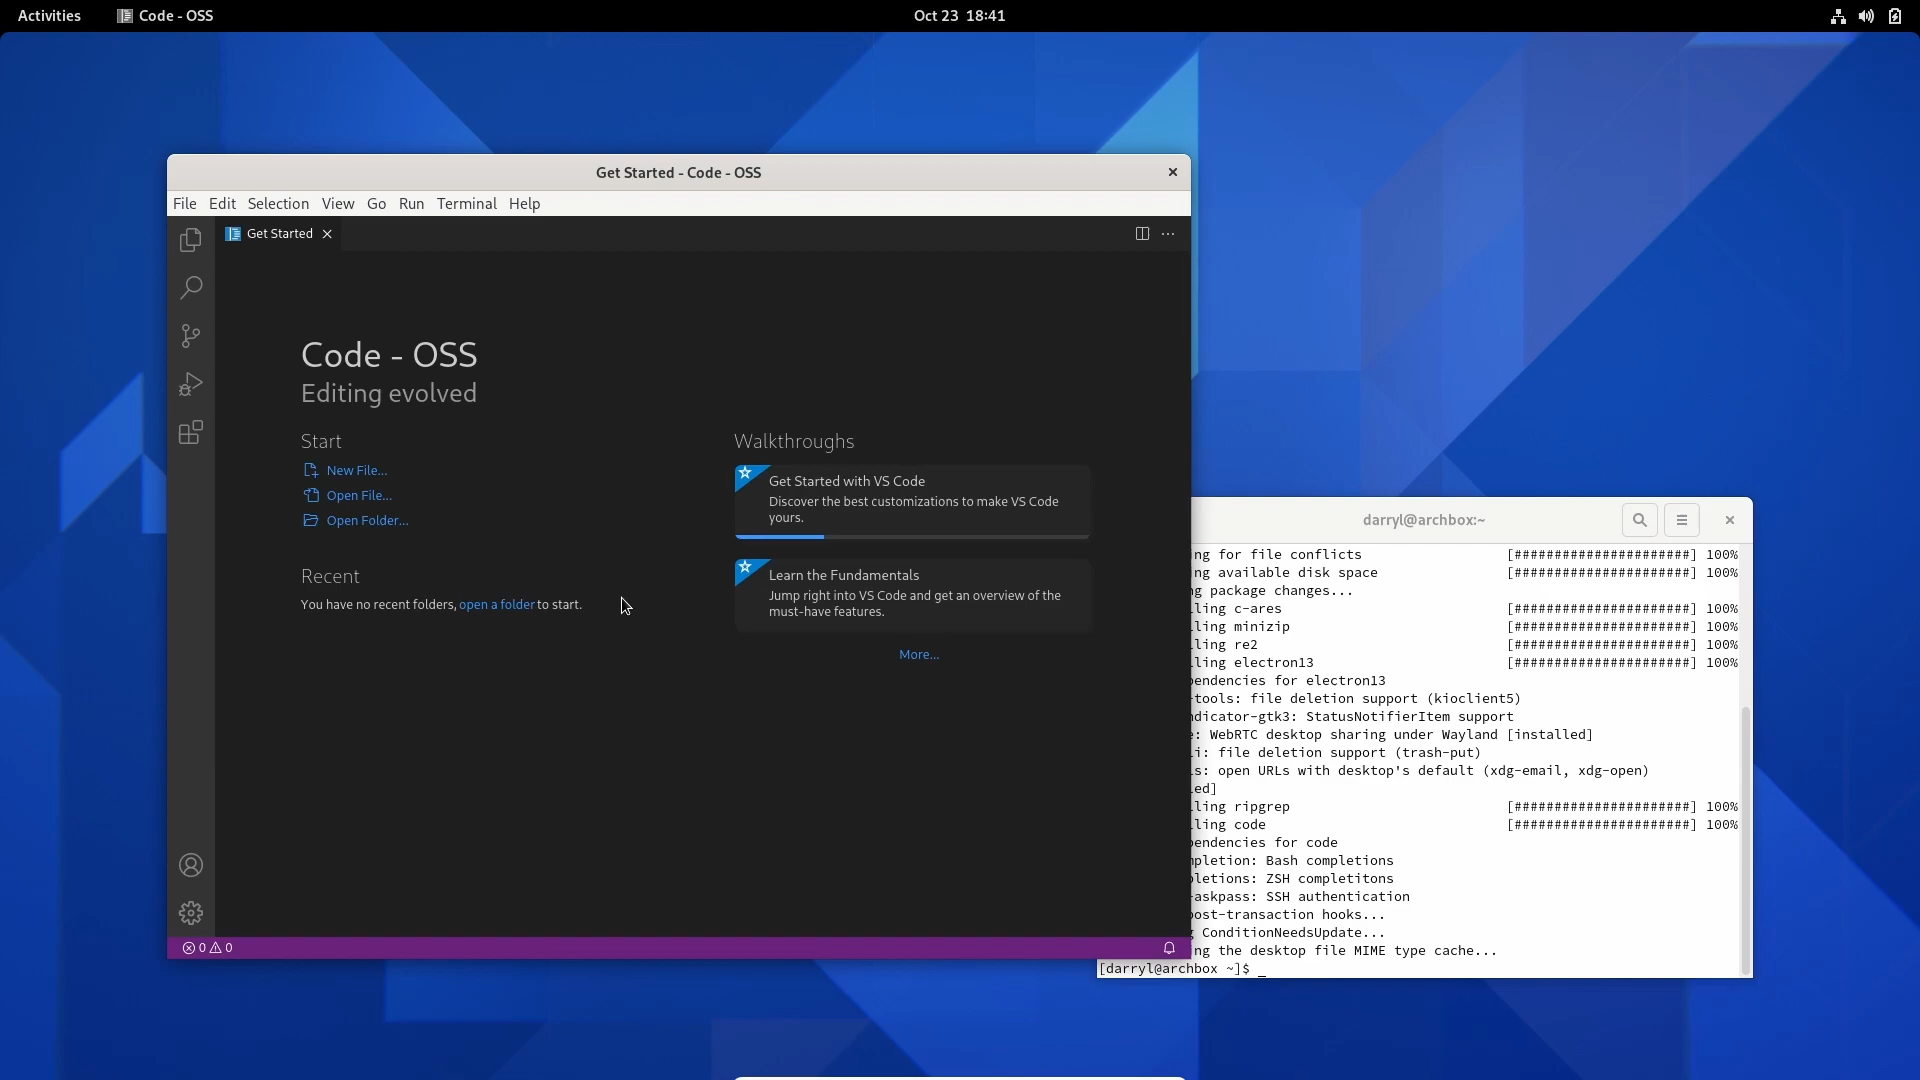 Activities
Code - OSS
Oct 23 18:41
Get Started - Code - OSS
File Edit Selection View Go Run Terminal Help
Get Started
Code - OSS
Editing evolved
Start
New File...
Open File...
Open Folder...
Recent
You have no recent folders, open a folder to start.
Walkthroughs
Get Started with VS Code
Discover the best customizations to make VS Code
yours.
Learn the Fundamentals
Jump right into VS Code and get an overview of the
must-have features.
More...
0 0
darryl@archbox:~
ng for file conflicts [######################] 100%
ng available disk space [######################] 100%
g package changes...
ling c-ares [######################] 100%
ling minizip [######################] 100%
ling re2 [######################] 100%
ling electron13 [######################] 100%
pendencies for electron13
-tools: file deletion support (kioclient5)
ndicator-gtk3: StatusNotifierItem support
e: WebRTC desktop sharing under Wayland [installed]
li: file deletion support (trash-put)
ls: open URLs with desktop's default (xdg-email, xdg-open)
led]
ling ripgrep [######################] 100%
ling code [######################] 100%
pendencies for code
mpletion: Bash completions
pletions: ZSH completitons
-askpass: SSH authentication
post-transaction hooks...
g ConditionNeedsUpdate...
ng the desktop file MIME type cache...
[darryl@archbox ~]$ _